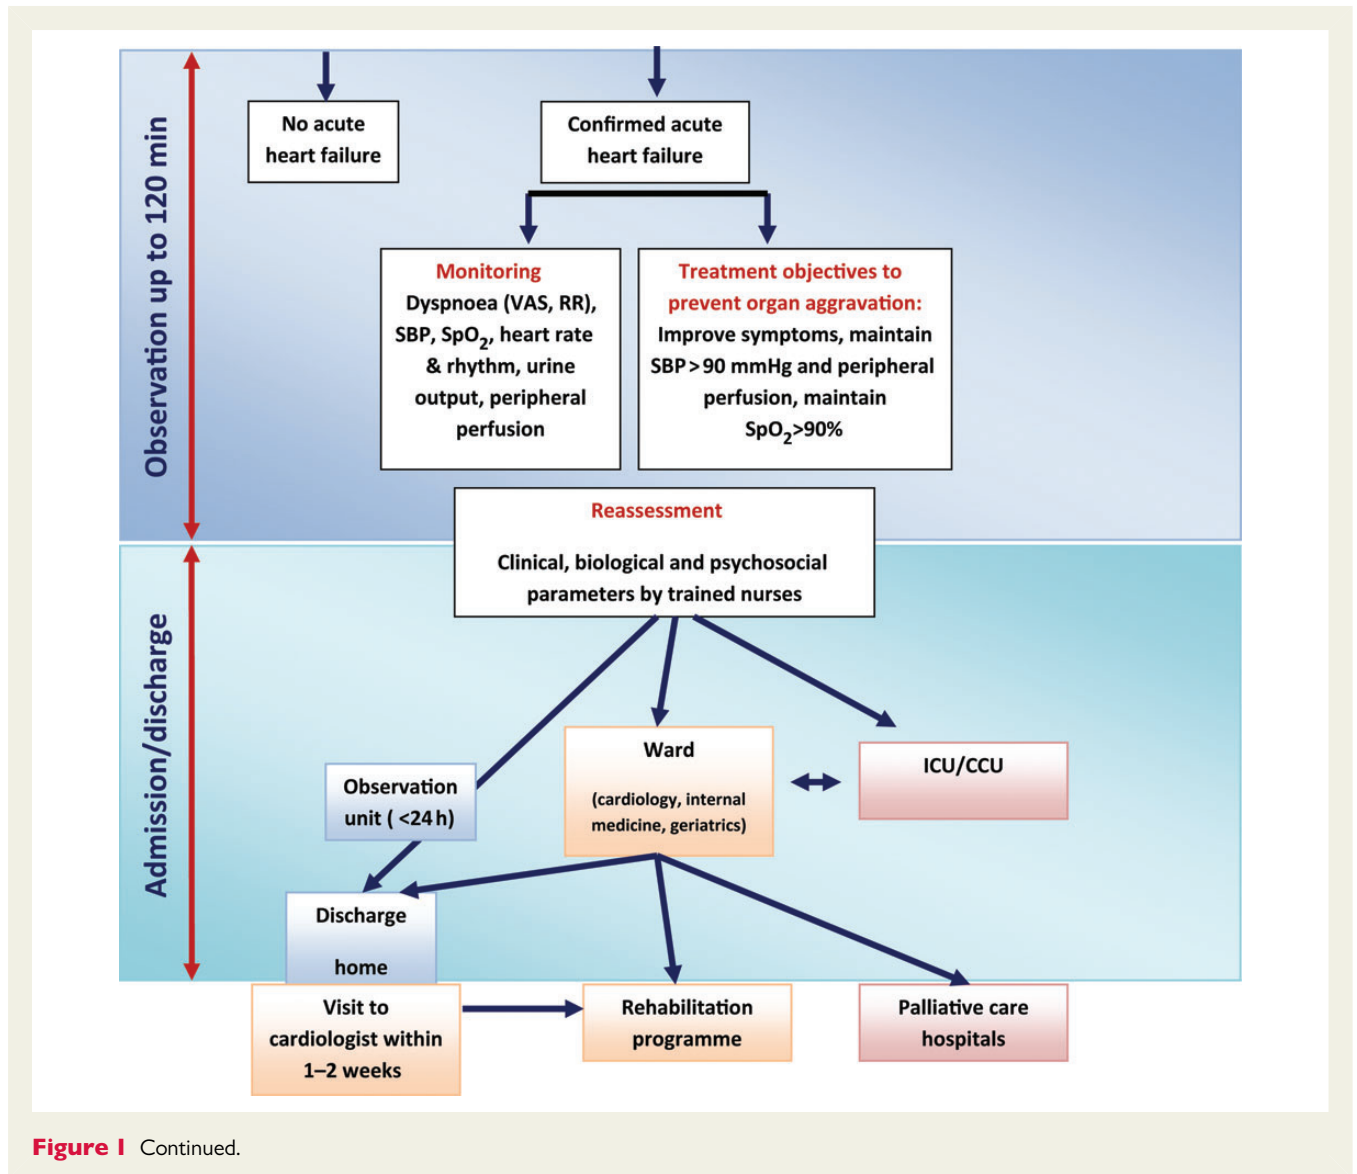 Observation up to 120 min
No acute
heart failure
Confirmed acute
heart failure
Monitoring
Dyspnoea (VAS, RR),
SBP, SpO2, heart rate
& rhythm, urine
output, peripheral
perfusion
Treatment objectives to
prevent organ aggravation:
Improve symptoms, maintain
SBP > 90 mmHg and peripheral
perfusion, maintain
SpO2>90%
Reassessment
Clinical, biological and psychosocial
parameters by trained nurses
Admission/discharge
Observation
unit ( <24 h)
Ward
(cardiology, internal
medicine, geriatrics)
ICU/CCU
Discharge
home
Visit to
cardiologist within
1–2 weeks
Rehabilitation
programme
Palliative care
hospitals
Figure 1 Continued.